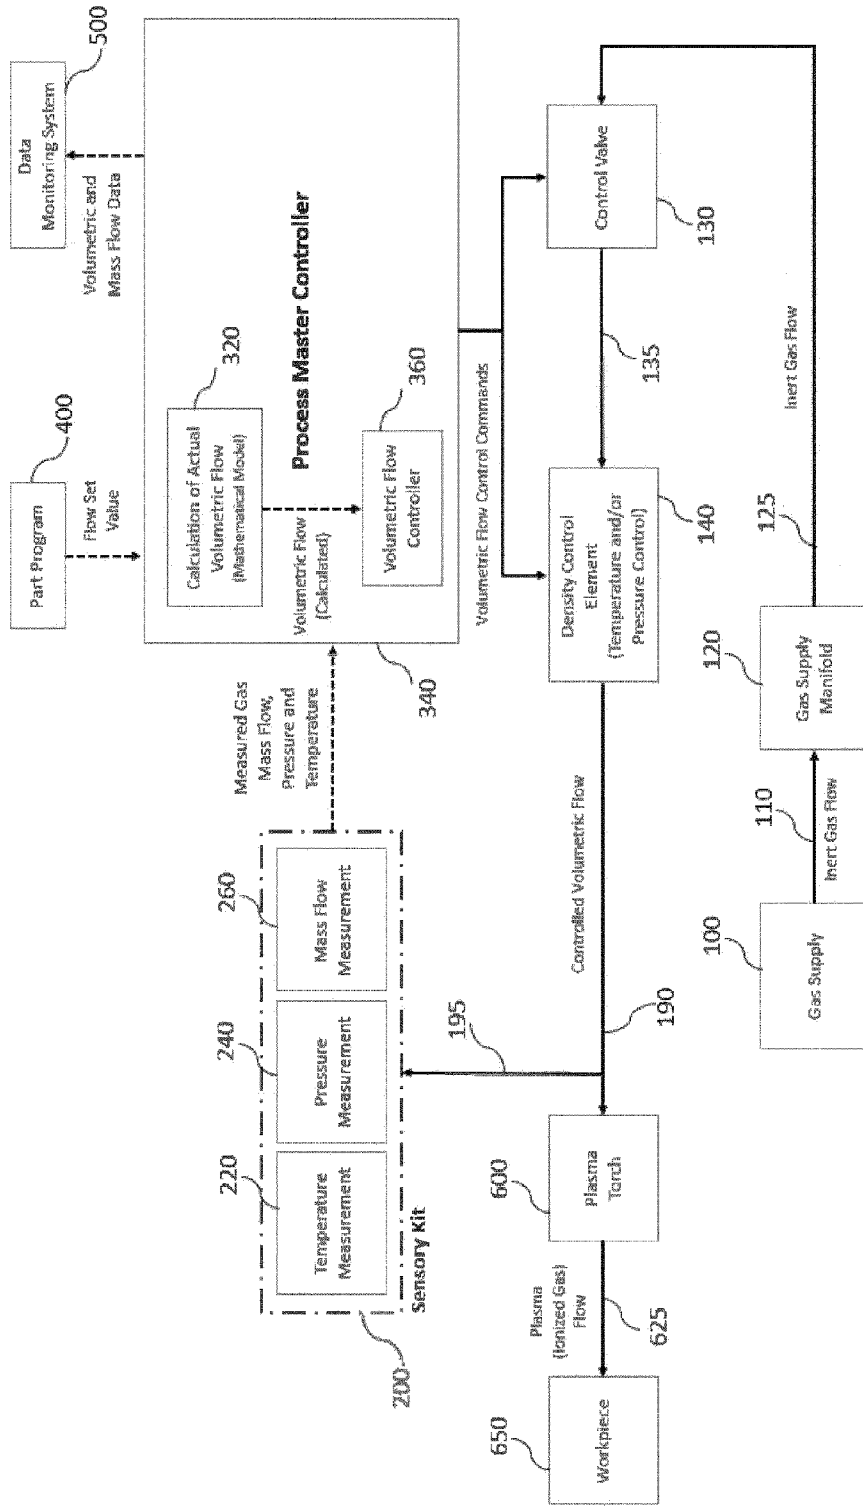 Part Program
400
Flow Set
Value
Data
Monitoring System
500
Volumetric and
Mass Flow Data
Calculation of Actual
Volumetric Flow
(Mathematical Model)
320
Volumetric Flow
(Calculated)
Volumetric Flow
Controller
360
Process Master Controller
340
Measured Gas
Mass Flow,
Pressure and
Temperature
Temperature
Measurement
220
Pressure
Measurement
240
Mass Flow
Measurement
260
Sensory Kit
200
195
Volumetric Flow Control Commands
Workpiece
650
Plasma
(Ionized Gas)
Flow
625
Plasma
Torch
600
190
Controlled Volumetric Flow
Density Control
Element
(Temperature and/or
Pressure Control)
140
135
Control Valve
130
Gas Supply
100
Inert Gas Flow
110
Gas Supply
Manifold
120
125
Inert Gas Flow